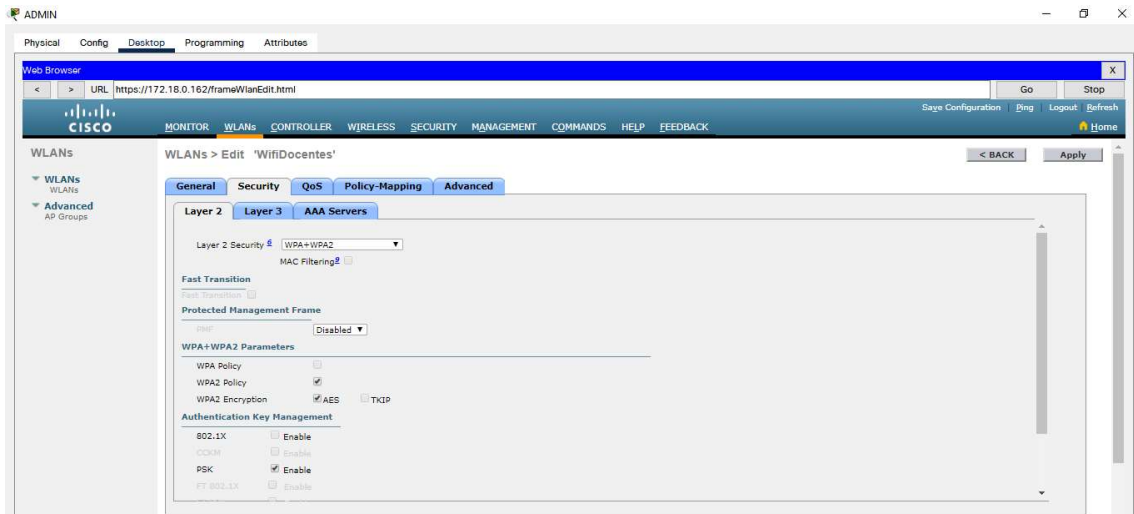 ADMIN
Physical Config Desktop Programming Attributes
Web Browser X
< > URL https://172.18.0.162/frameWlanEdit.html Go Stop
Save Configuration Ping Logout Refresh
CISCO MONITOR WLANs CONTROLLER WIRELESS SECURITY MANAGEMENT COMMANDS HELP FEEDBACK Home
WLANs
WLANs
WLANs
Advanced
AP Groups
WLANs > Edit 'WifiDocentes' < BACK Apply
General Security QoS Policy-Mapping Advanced
Layer 2 Layer 3 AAA Servers
Layer 2 Security 6 WPA+WPA2
MAC Filtering 9
Fast Transition
Fast Transition
Protected Management Frame
PMF Disabled
WPA+WPA2 Parameters
WPA Policy
WPA2 Policy
WPA2 Encryption AES TKIP
Authentication Key Management
802.1X Enable
CCKM Enable
PSK Enable
FT 802.1X Enable